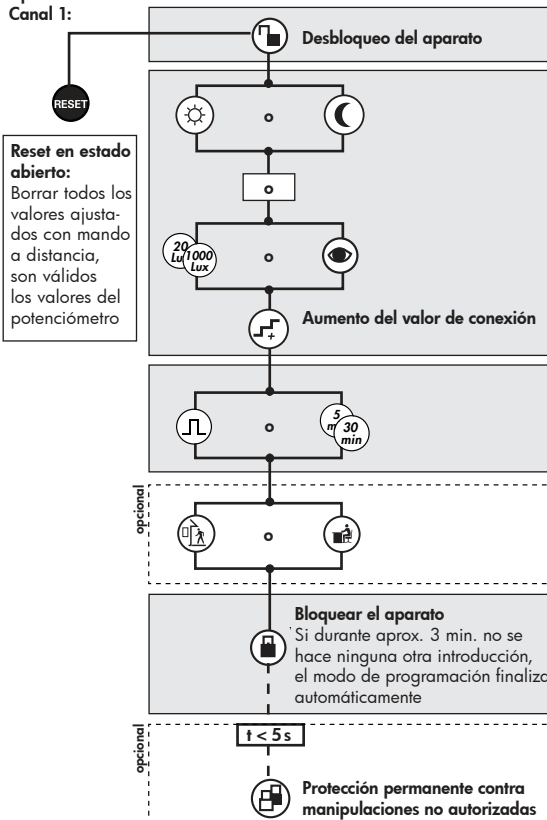 Canal 1:
Desbloqueo del aparato
RESET
Reset en estado
abierto:
Borrar todos los
valores ajusta-
dos con mando
a distancia,
son válidos
los valores del
potenciómetro
o
o
20
Lu
1000
Lux
o
Aumento del valor de conexión
+
o
5
m
30
min
opcional
o
Bloquear el aparato
Si durante aprox. 3 min. no se
hace ninguna otra introducción,
el modo de programación finaliza
automáticamente
opcional
t < 5 s
Protección permanente contra
manipulaciones no autorizadas